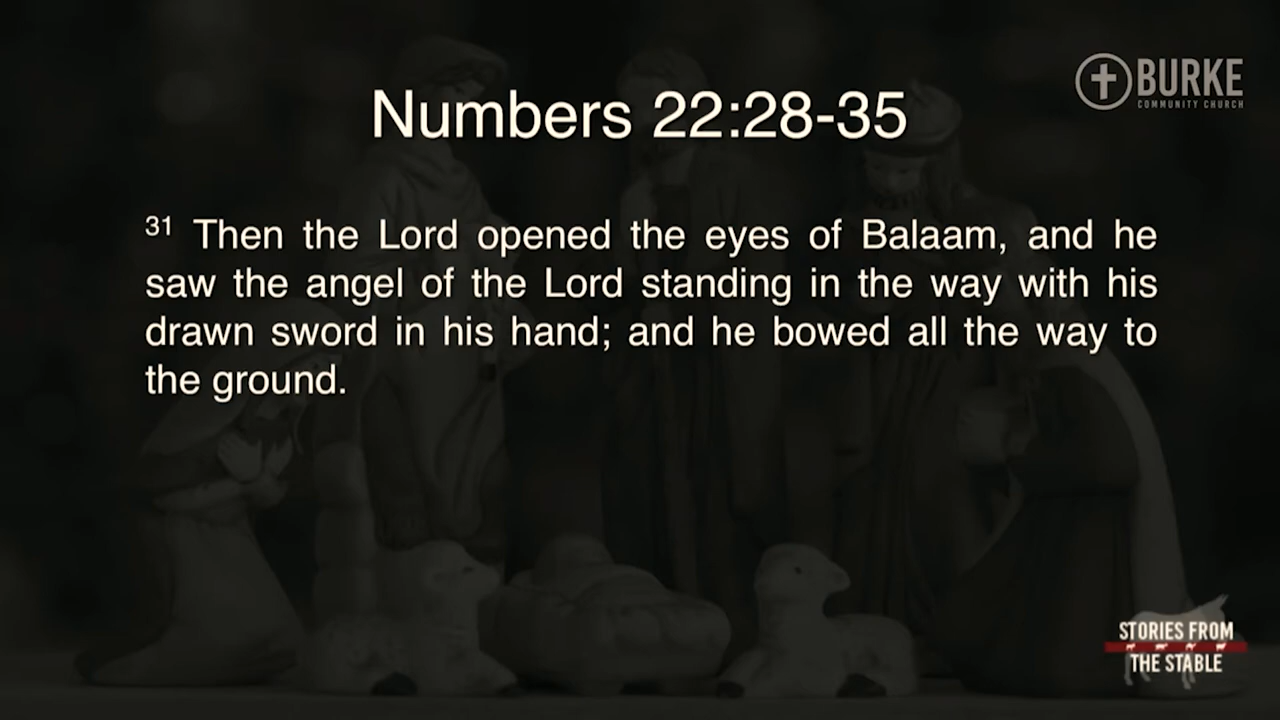 BURKE
COMMUNITY CHURCH
Numbers 22:28-35
31 Then the Lord opened the eyes of Balaam, and he
saw the angel of the Lord standing in the way with his
drawn sword in his hand; and he bowed all the way to
the ground.
STORIES FROM
THE STABLE